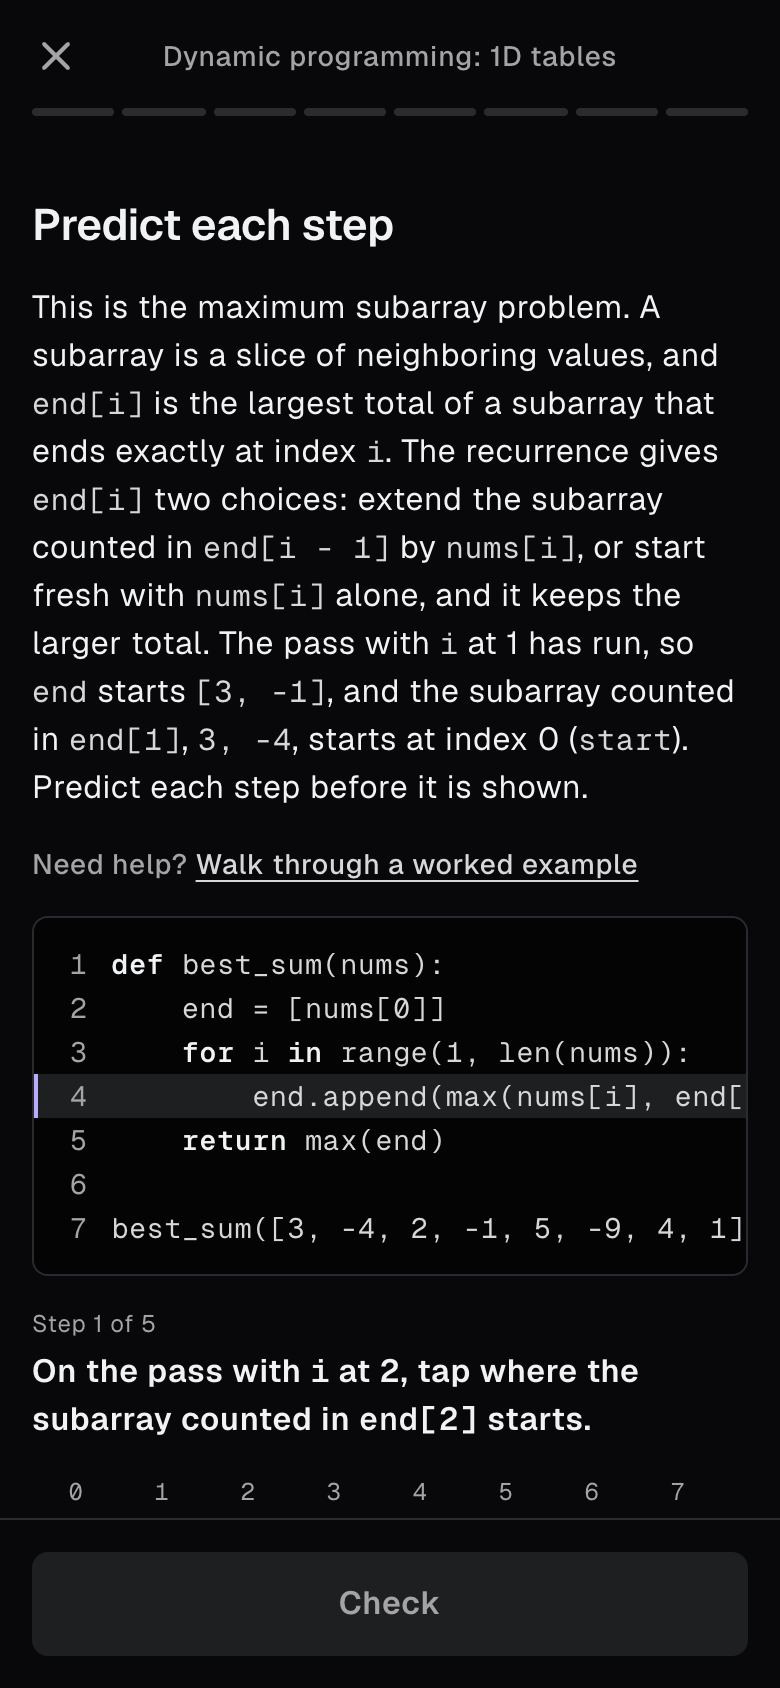 Dynamic programming: 1D tables
Predict each step
This is the maximum subarray problem. A
subarray is a slice of neighboring values, and
end[i] is the largest total of a subarray that
ends exactly at index i. The recurrence gives
end[i] two choices: extend the subarray
counted in end[i - 1] by nums[i], or start
fresh with nums[i] alone, and it keeps the
larger total. The pass with i at 1 has run, so
end starts [3, -1], and the subarray counted
in end[1], 3, -4, starts at index 0 (start).
Predict each step before it is shown.
Need help? Walk through a worked example
1 def best_sum(nums):
2     end = [nums[0]]
3     for i in range(1, len(nums)):
4         end.append(max(nums[i], end[
5     return max(end)
6
7 best_sum([3, -4, 2, -1, 5, -9, 4, 1]
Step 1 of 5
On the pass with i at 2, tap where the
subarray counted in end[2] starts.
0 1 2 3 4 5 6 7
Check